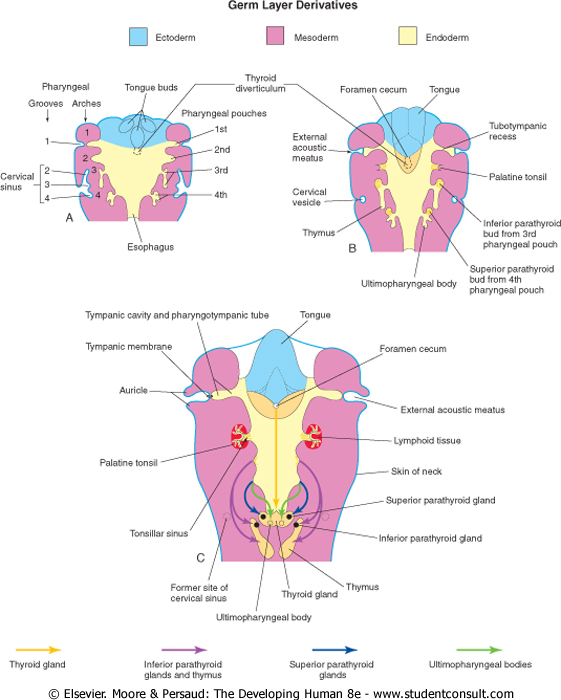 Germ Layer Derivatives
Ectoderm
Mesoderm
Endoderm
Pharyngeal
Grooves
Arches
Tongue buds
Thyroid
diverticulum
Pharyngeal pouches
1st
2nd
3rd
4th
1
2
3
4
1
Cervical
sinus
2
3
4
A
Esophagus
Foramen cecum
Tongue
External
acoustic
meatus
Tubotympanic
recess
Palatine tonsil
Cervical
vesicle
Thymus
B
Inferior parathyroid
bud from 3rd
pharyngeal pouch
Superior parathyroid
bud from 4th
pharyngeal pouch
Ultimopharyngeal body
Tympanic cavity and pharyngotympanic tube
Tongue
Tympanic membrane
Foramen cecum
Auricle
External acoustic meatus
Palatine tonsil
Lymphoid tissue
Skin of neck
Tonsillar sinus
Superior parathyroid gland
C
Inferior parathyroid gland
Former site of
cervical sinus
Thymus
Thyroid gland
Ultimopharyngeal body
Thyroid gland
Inferior parathyroid
glands and thymus
Superior parathyroid
glands
Ultimopharyngeal bodies
© Elsevier. Moore & Persaud: The Developing Human 8e - www.studentconsult.com